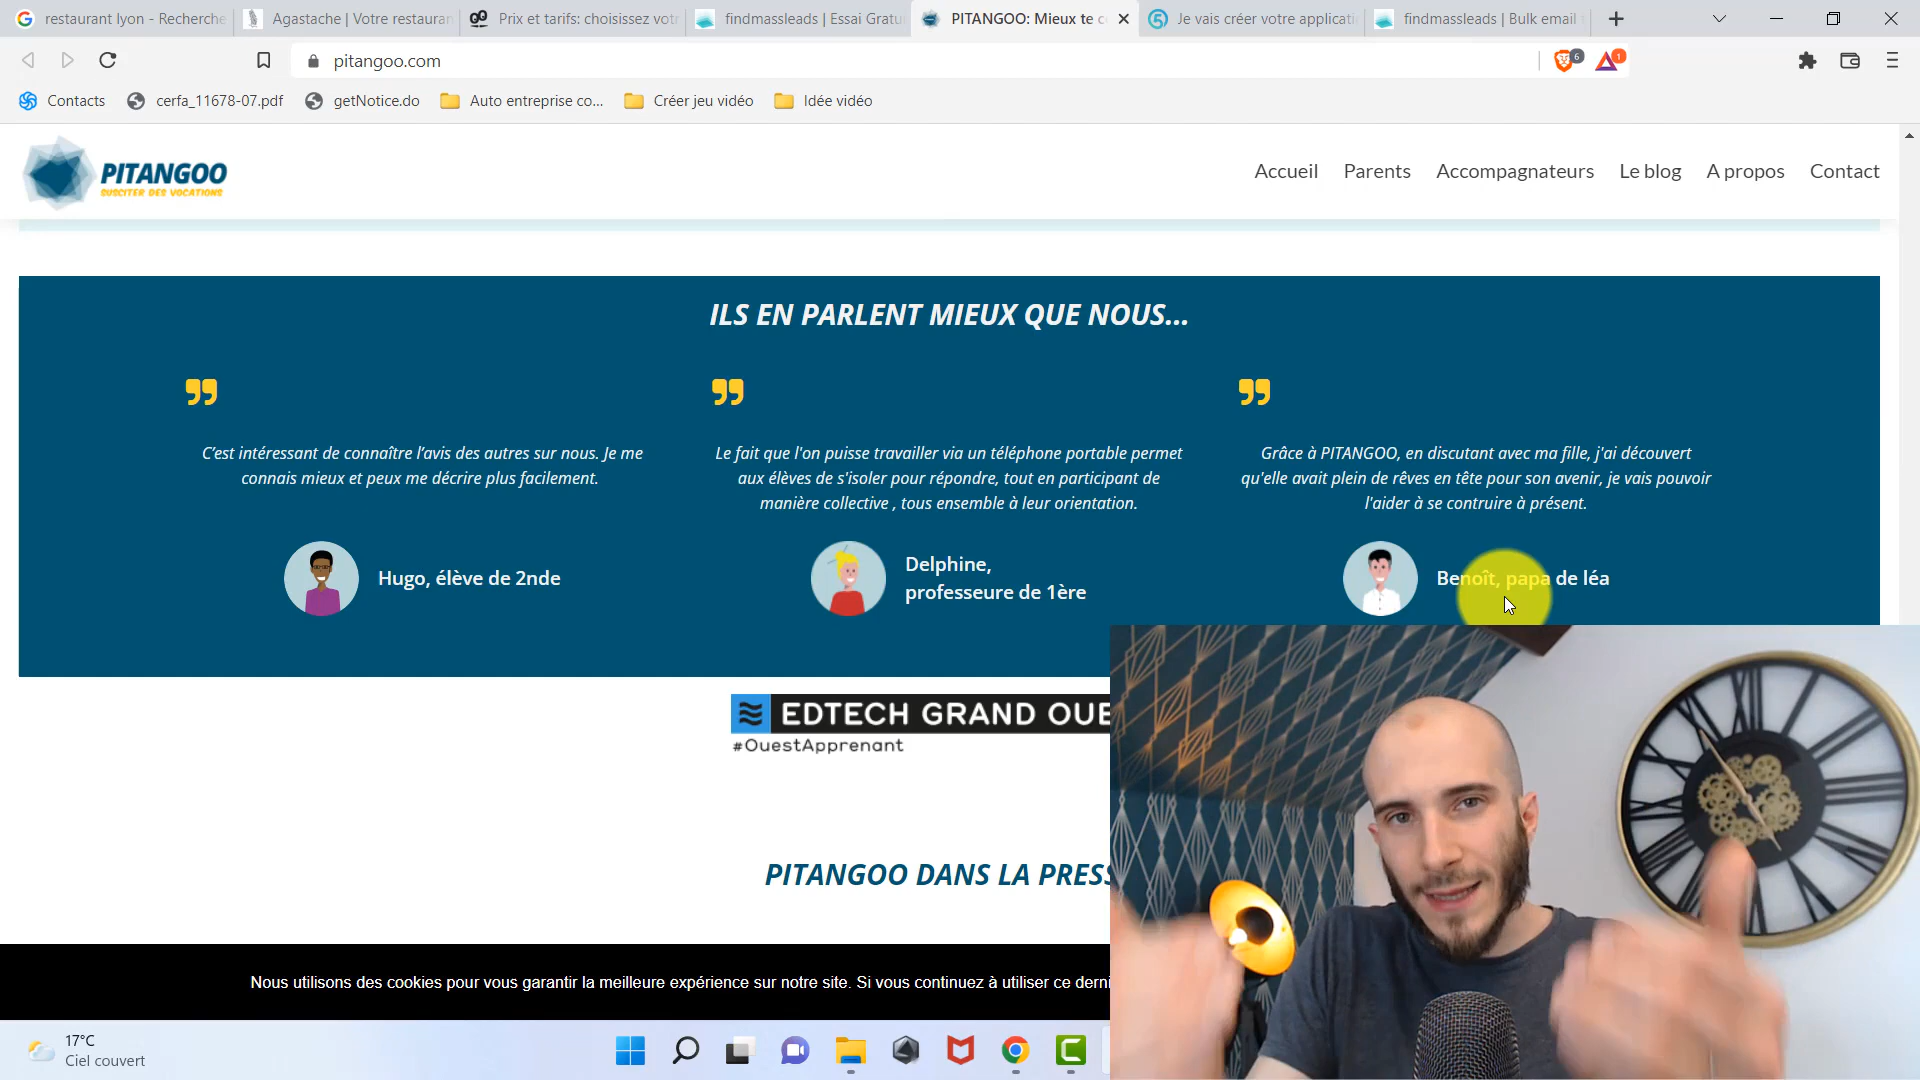 restaurant lyon - Recherche
Agastache | Votre restauran
Prix et tarifs: choisissez votr
findmassleads | Essai Gratu
PITANGOO: Mieux te c
Je vais créer votre applicati
findmassleads | Bulk email
pitangoo.com
6
1
Contacts
cerfa_11678-07.pdf
getNotice.do
Auto entreprise co...
Créer jeu vidéo
Idée vidéo
PITANGOO
SUSCITER DES VOCATIONS
Accueil
Parents
Accompagnateurs
Le blog
A propos
Contact
ILS EN PARLENT MIEUX QUE NOUS...
C'est intéressant de connaître l'avis des autres sur nous. Je me
connais mieux et peux me décrire plus facilement.
Hugo, élève de 2nde
Le fait que l'on puisse travailler via un téléphone portable permet
aux élèves de s'isoler pour répondre, tout en participant de
manière collective , tous ensemble à leur orientation.
Delphine,
professeure de 1ère
Grâce à PITANGOO, en discutant avec ma fille, j'ai découvert
qu'elle avait plein de rêves en tête pour son avenir, je vais pouvoir
l'aider à se construire à présent.
Benoît, papa de léa
EDTECH GRAND OUE
#OuestApprenant
PITANGOO DANS LA PRESS
Nous utilisons des cookies pour vous garantir la meilleure expérience sur notre site. Si vous continuez à utiliser ce derni
17°C
Ciel couvert